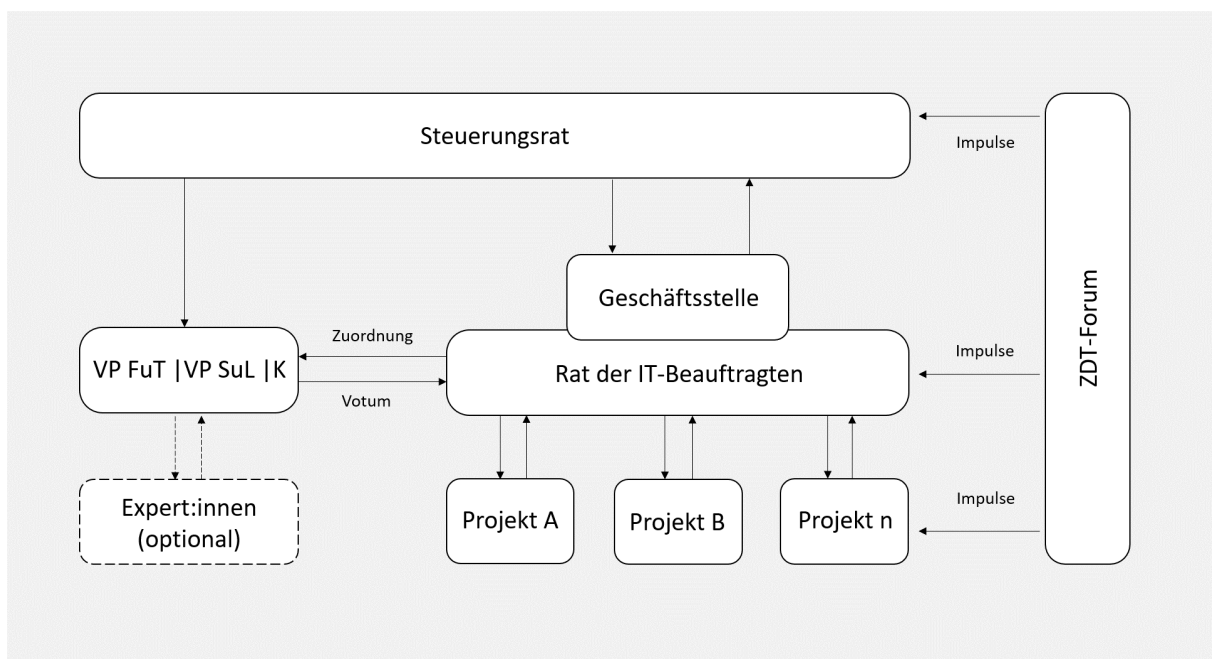 Steuerungsrat
Impulse
Geschäftsstelle
ZDT-Forum
Zuordnung
VP FuT |VP SuL |K
Votum
Rat der IT-Beauftragten
Impulse
Expert:innen
(optional)
Projekt A
Projekt B
Projekt n
Impulse